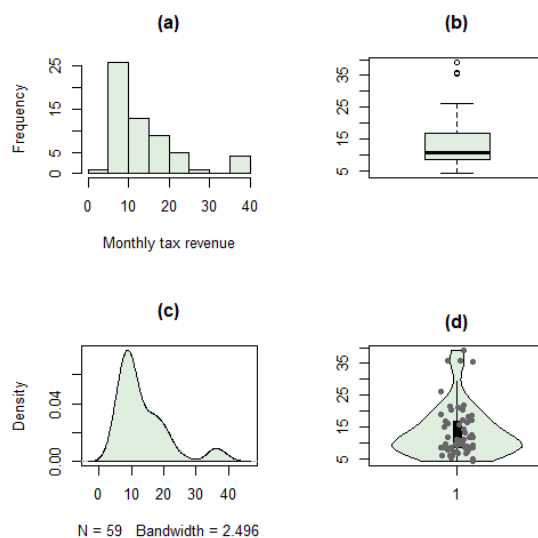 (a)
Frequency
25
15
5
0
0 10 20 30 40
Monthly tax revenue
(b)
35
25
15
5
(c)
Density
0.04
0.00
0 10 20 30 40
N = 59 Bandwidth = 2.496
(d)
35
25
15
5
1